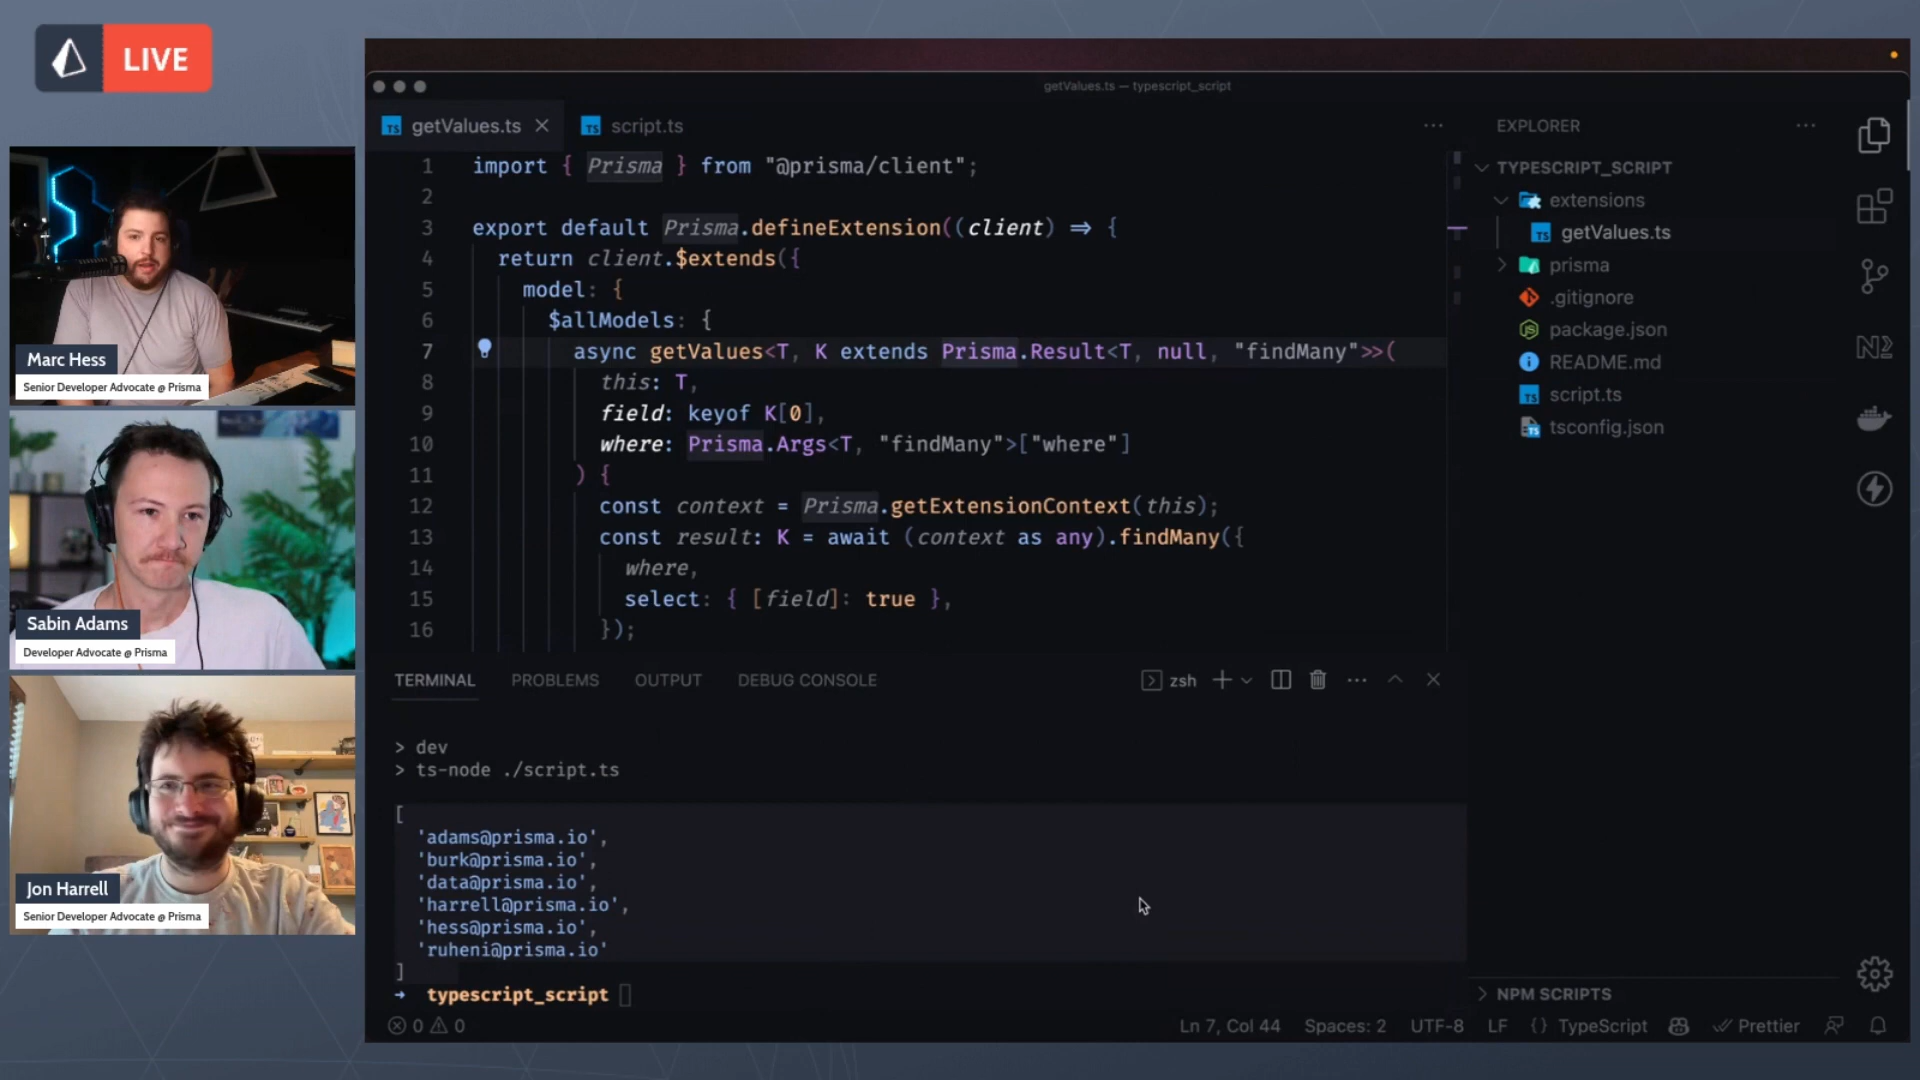 LIVE
Marc Hess
Senior Developer Advocate @ Prisma
Sabin Adams
Developer Advocate @ Prisma
Jon Harrell
Senior Developer Advocate @ Prisma
getValues.ts — typescript_script
TS getValues.ts
TS script.ts
1 import { Prisma } from "@prisma/client";
2
3 export default Prisma.defineExtension((client) => {
4 return client.$extends({
5 model: {
6 $allModels: {
7 async getValues<T, K extends Prisma.Result<T, null, "findMany">>(
8 this: T,
9 field: keyof K[0],
10 where: Prisma.Args<T, "findMany">["where"]
11 ) {
12 const context = Prisma.getExtensionContext(this);
13 const result: K = await (context as any).findMany({
14 where,
15 select: { [field]: true },
16 });
TERMINAL PROBLEMS OUTPUT DEBUG CONSOLE
zsh
> dev
> ts-node ./script.ts
[
'adams@prisma.io',
'burk@prisma.io',
'data@prisma.io',
'harrell@prisma.io',
'hess@prisma.io',
'ruheni@prisma.io'
]
→ typescript_script
EXPLORER
TYPESCRIPT_SCRIPT
extensions
TS getValues.ts
prisma
.gitignore
package.json
README.md
TS script.ts
TS tsconfig.json
NPM SCRIPTS
0 0
Ln 7, Col 44 Spaces: 2 UTF-8 LF {} TypeScript Prettier